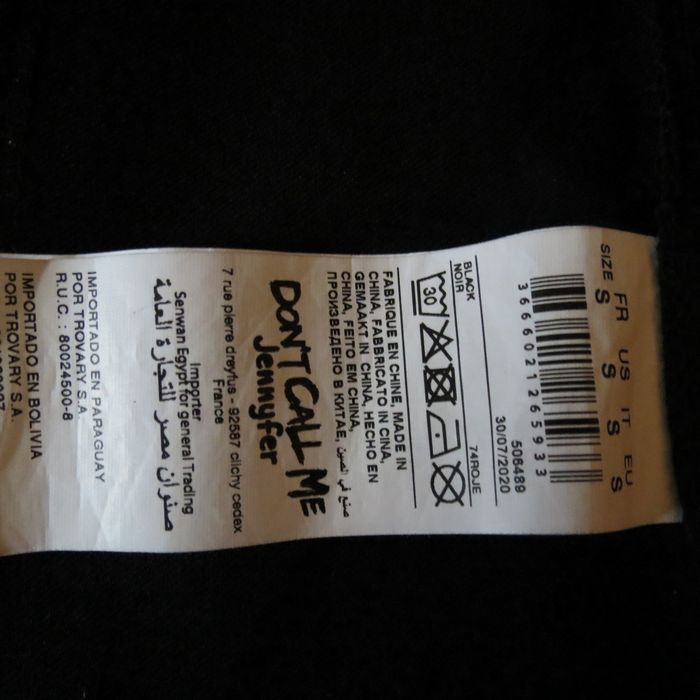 FR US IT EU
SIZE S S S S
3666021265933
506489
30/07/2020
74ROJE
BLACK
NOIR
30
FABRIQUE EN CHINE, MADE IN
CHINA, FABBRICATO IN CINA,
GEMAAKT IN CHINA, HECHO EN
CHINA, FEITO EM CHINA,
ПРОИЗВЕДЕНО В КИТАЕ, صنع في الصين
DON'T CALL ME
Jennyfer
7 rue pierre dreyfus - 92587 clichy cedex
France
Importer
Senwan Egypt for general Trading
صنوان مصر للتجارة العامة
IMPORTADO EN PARAGUAY
POR TROVARY S.A.
R.U.C. : 80024500-8
IMPORTADO EN BOLIVIA
POR TROVARY S.A.